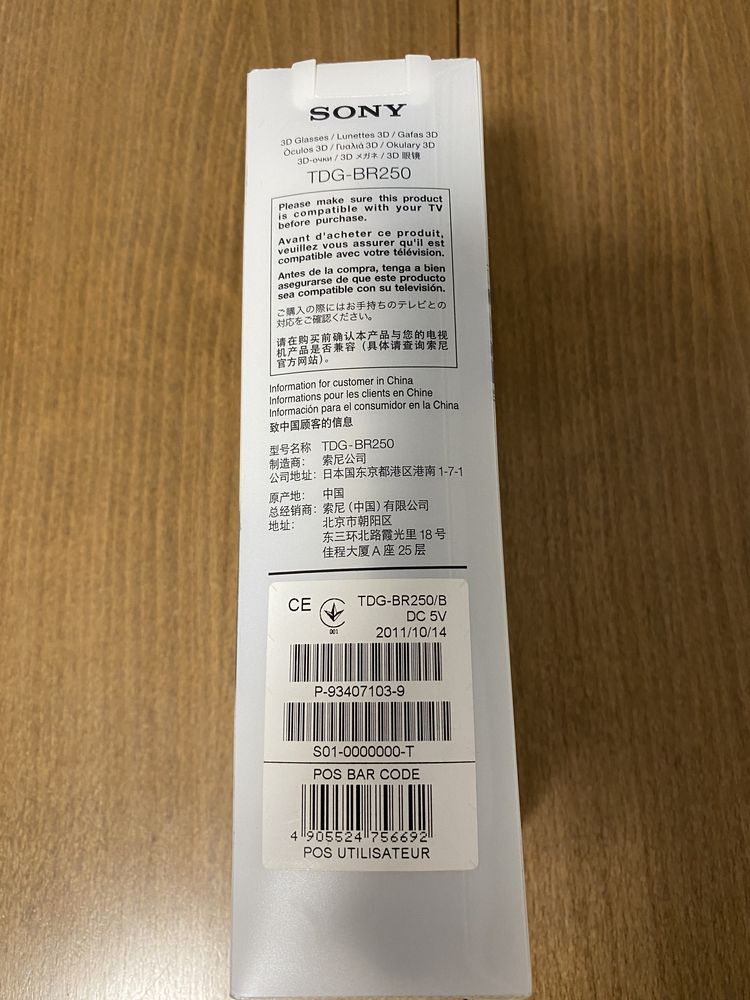 SONY
3D Glasses / Lunettes 3D / Gafas 3D
Óculos 3D / Γυαλιά 3D / Okulary 3D
3D-очки / 3D メガネ / 3D 眼镜
TDG-BR250
Please make sure this product
is compatible with your TV
before purchase.
Avant d'acheter ce produit,
veuillez vous assurer qu'il est
compatible avec votre télévision.
Antes de la compra, tenga a bien
asegurarse de que este producto
sea compatible con su televisión.
ご購入の際にはお手持ちのテレビとの
対応をご確認ください。
请在购买前确认本产品与您的电视
机产品是否兼容（具体请查询索尼
官方网站）。
Information for customer in China
Informations pour les clients en Chine
Información para el consumidor en la China
致中国顾客的信息
型号名称 TDG-BR250
制造商： 索尼公司
公司地址： 日本国东京都港区港南 1-7-1
原产地： 中国
总经销商： 索尼（中国）有限公司
地址： 北京市朝阳区
东三环北路霞光里 18 号
佳程大厦 A 座 25 层
CE 001 TDG-BR250/B
DC 5V
2011/10/14
P-93407103-9
S01-0000000-T
POS BAR CODE
4 905524 756692
POS UTILISATEUR